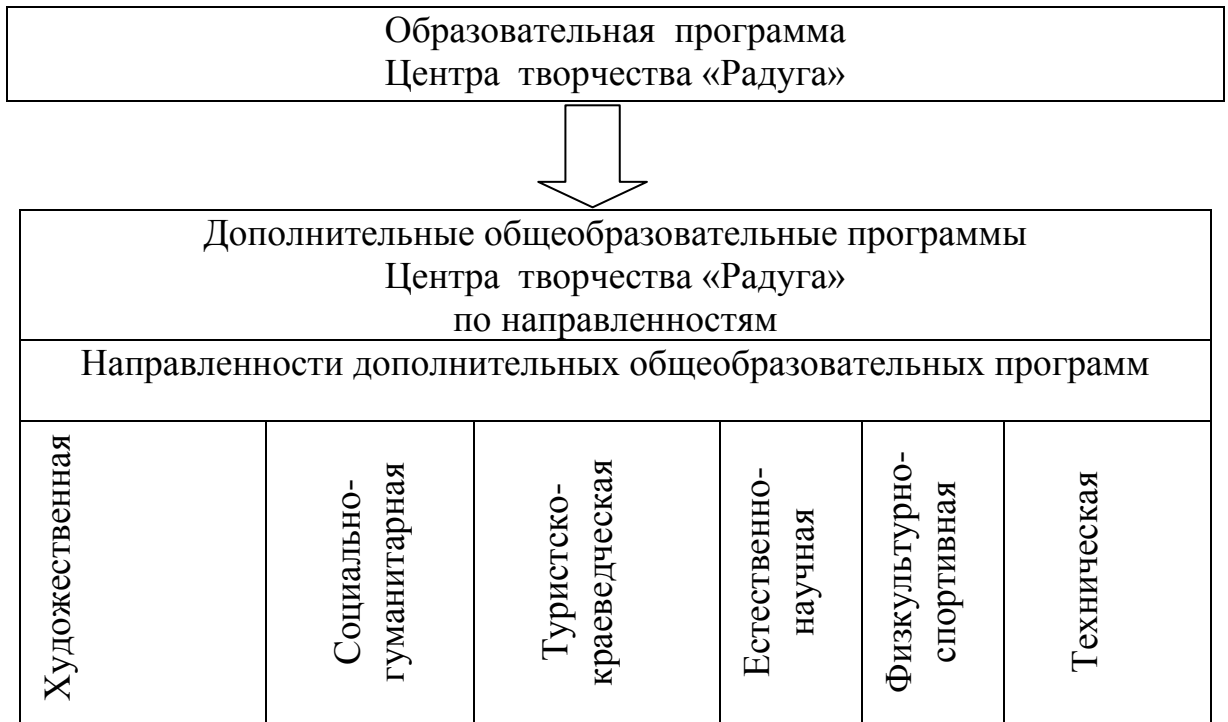 Образовательная программа
Центра творчества «Радуга»
Дополнительные общеобразовательные программы
Центра творчества «Радуга»
по направленностям
Направленности дополнительных общеобразовательных программ
Художественная
Социально-
гуманитарная
Туристско-
краеведческая
Естественно-
научная
Физкультурно-
спортивная
Техническая